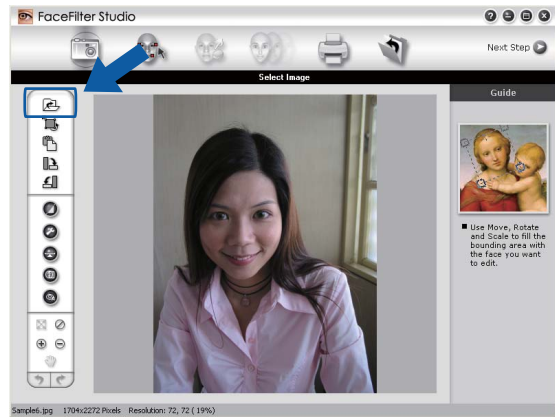 FaceFilter Studio
Next Step
Select Image
Guide
Use Move, Rotate
and Scale to fill the
bounding area with
the face you want
to edit.
Sample6.jpg 1704x2272 Pixels Resolution: 72, 72 ( 19%)